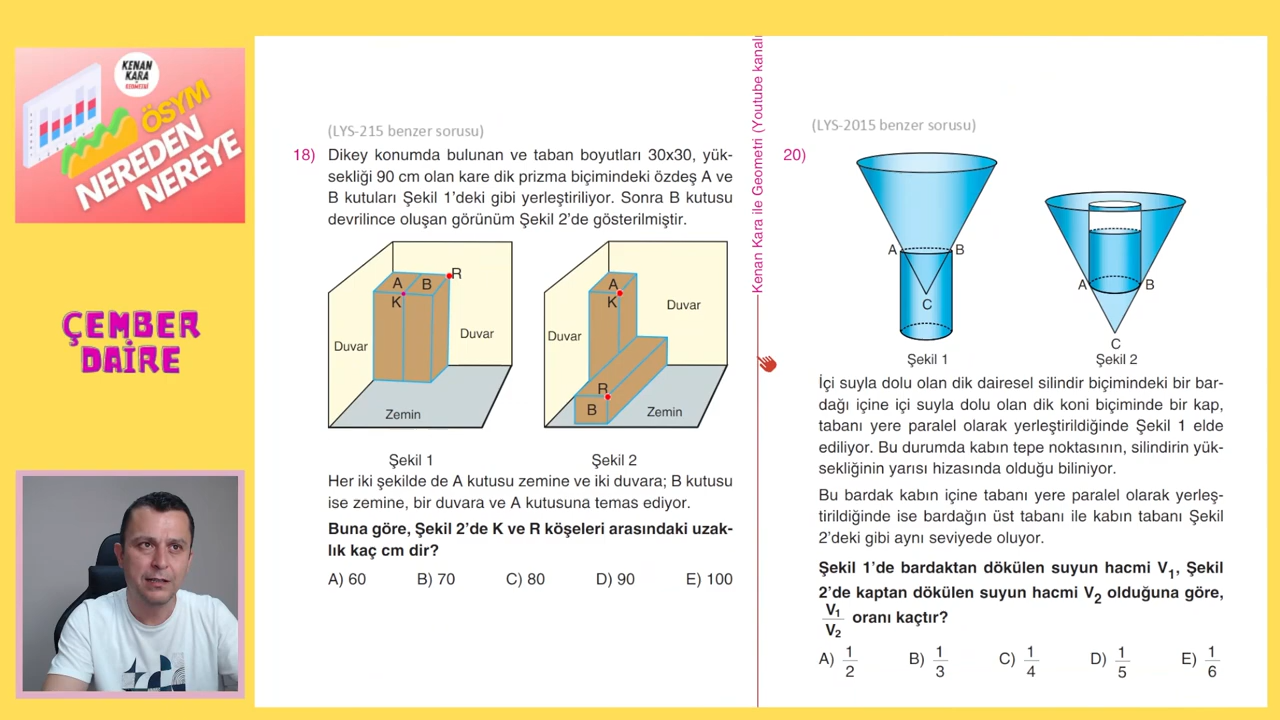 KENAN
KARA
GEOMETRİ
ÖSYM
NEREDEN
NEREYE
ÇEMBER
DAİRE
(LYS-215 benzer sorusu)
18) Dikey konumda bulunan ve taban boyutları 30x30, yük-
sekliği 90 cm olan kare dik prizma biçimindeki özdeş A ve
B kutuları Şekil 1'deki gibi yerleştiriliyor. Sonra B kutusu
devrilince oluşan görünüm Şekil 2'de gösterilmiştir.
A B R
K
Duvar
Duvar
Zemin
Şekil 1
A
K
Duvar
Duvar
R
B
Zemin
Şekil 2
Her iki şekilde de A kutusu zemine ve iki duvara; B kutusu
ise zemine, bir duvara ve A kutusuna temas ediyor.
Buna göre, Şekil 2'de K ve R köşeleri arasındaki uzak-
lık kaç cm dir?
A) 60 B) 70 C) 80 D) 90 E) 100
Kenan Kara ile Geometri (Youtube kanalı
(LYS-2015 benzer sorusu)
20)
A B
C
Şekil 1
A B
C
Şekil 2
İçi suyla dolu olan dik dairesel silindir biçimindeki bir bar-
dağı içine içi suyla dolu olan dik koni biçiminde bir kap,
tabanı yere paralel olarak yerleştirildiğinde Şekil 1 elde
ediliyor. Bu durumda kabın tepe noktasının, silindirin yük-
sekliğinin yarısı hizasında olduğu biliniyor.
Bu bardak kabın içine tabanı yere paralel olarak yerleş-
tirildiğinde ise bardağın üst tabanı ile kabın tabanı Şekil
2'deki gibi aynı seviyede oluyor.
Şekil 1'de bardaktan dökülen suyun hacmi V1, Şekil
2'de kaptan dökülen suyun hacmi V2 olduğuna göre,
V1/V2 oranı kaçtır?
A) 1/2 B) 1/3 C) 1/4 D) 1/5 E) 1/6